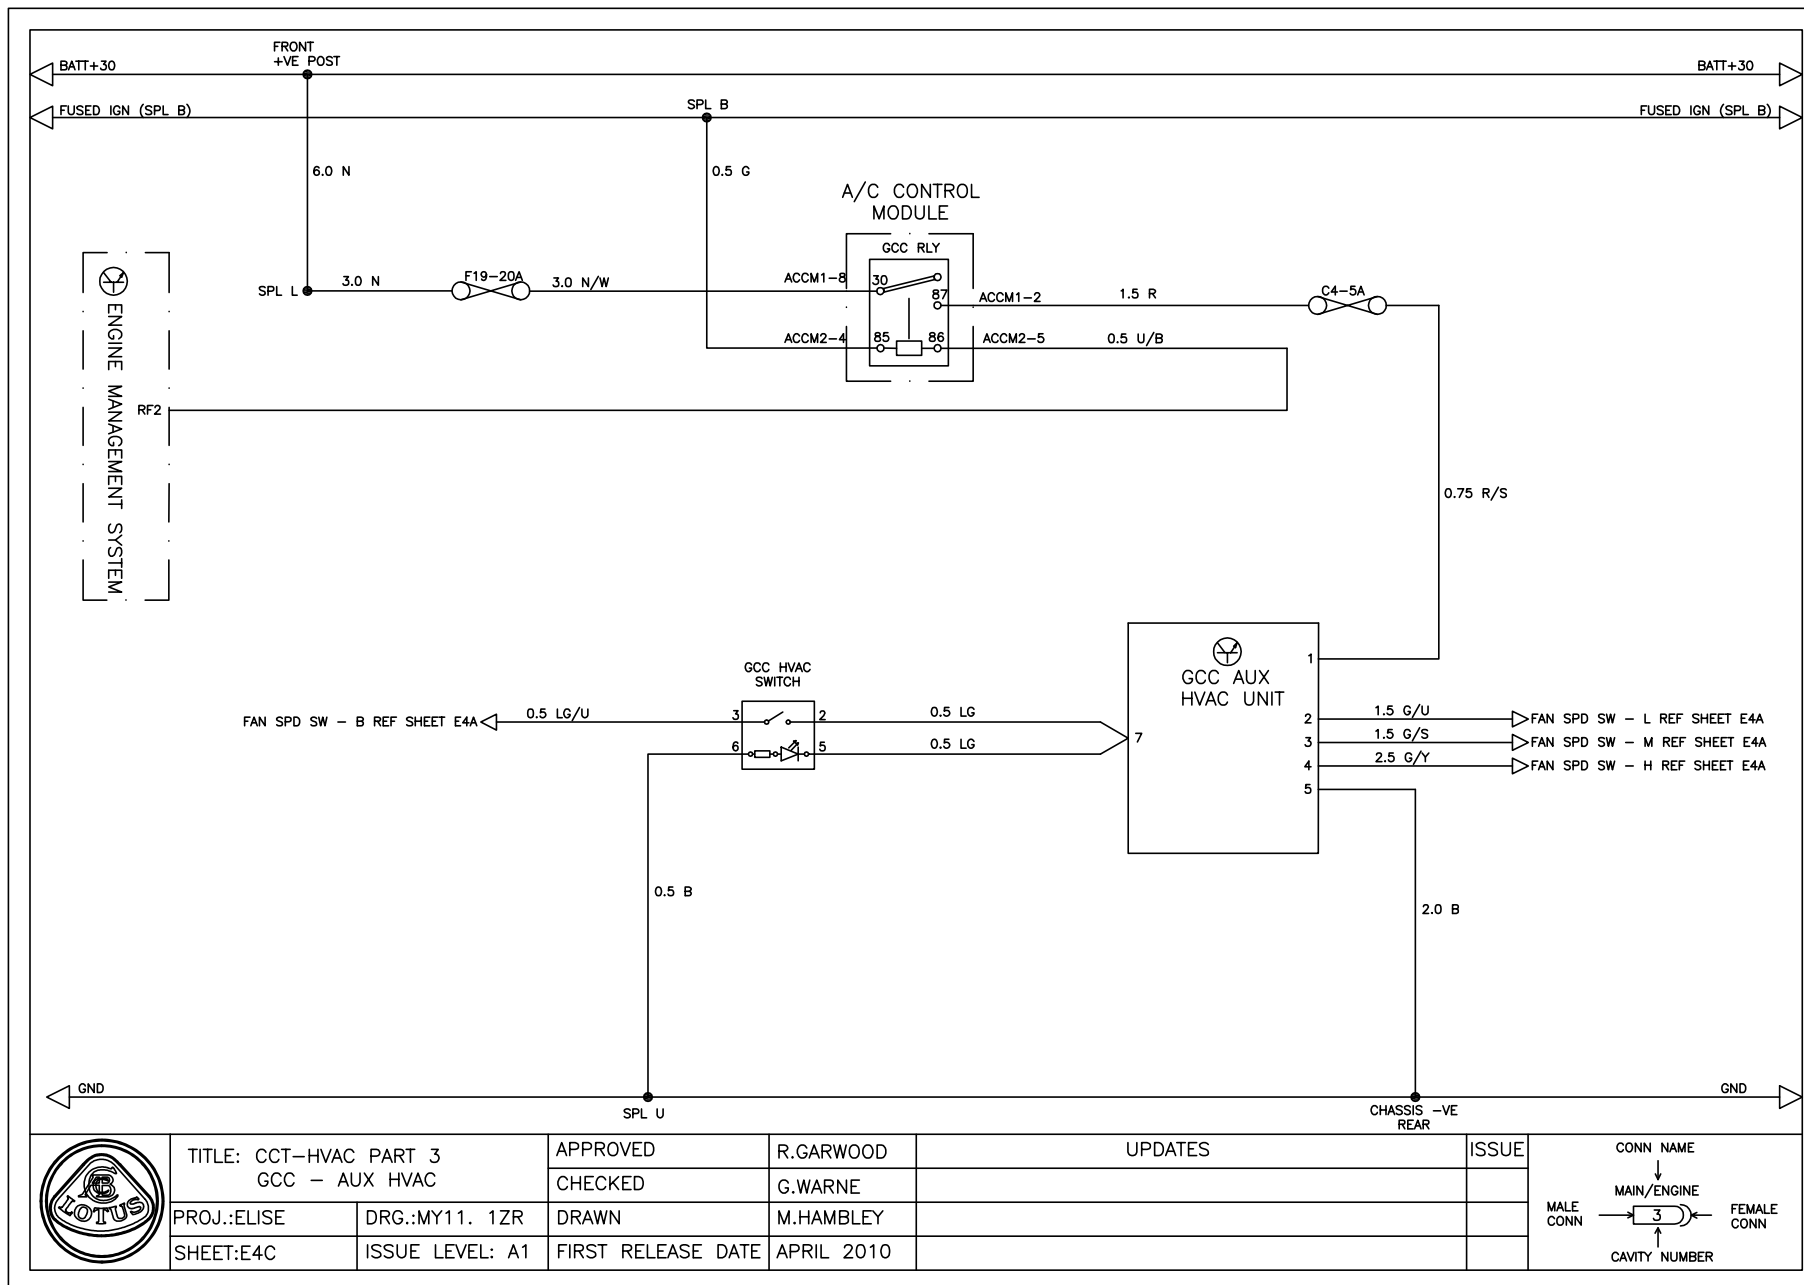 FRONT
+VE POST
BATT+30
BATT+30
FUSED IGN (SPL B)
SPL B
FUSED IGN (SPL B)
6.0 N
0.5 G
A/C CONTROL
MODULE
GCC RLY
SPL L
3.0 N
F19-20A
3.0 N/W
ACCM1-8
30
87
ACCM1-2
1.5 R
C4-5A
ACCM2-4
85
86
ACCM2-5
0.5 U/B
ENGINE MANAGEMENT SYSTEM
RF2
0.75 R/S
GCC HVAC
SWITCH
GCC AUX
HVAC UNIT
1
FAN SPD SW - B REF SHEET E4A
0.5 LG/U
3
2
0.5 LG
6
5
0.5 LG
7
2
1.5 G/U
FAN SPD SW - L REF SHEET E4A
3
1.5 G/S
FAN SPD SW - M REF SHEET E4A
4
2.5 G/Y
FAN SPD SW - H REF SHEET E4A
5
0.5 B
2.0 B
GND
GND
SPL U
CHASSIS -VE
REAR
LOTUS
TITLE: CCT-HVAC PART 3
GCC - AUX HVAC
PROJ.:ELISE
DRG.:MY11. 1ZR
SHEET:E4C
ISSUE LEVEL: A1
APPROVED
R.GARWOOD
CHECKED
G.WARNE
DRAWN
M.HAMBLEY
FIRST RELEASE DATE
APRIL 2010
UPDATES
ISSUE
CONN NAME
MAIN/ENGINE
MALE
CONN
3
FEMALE
CONN
CAVITY NUMBER